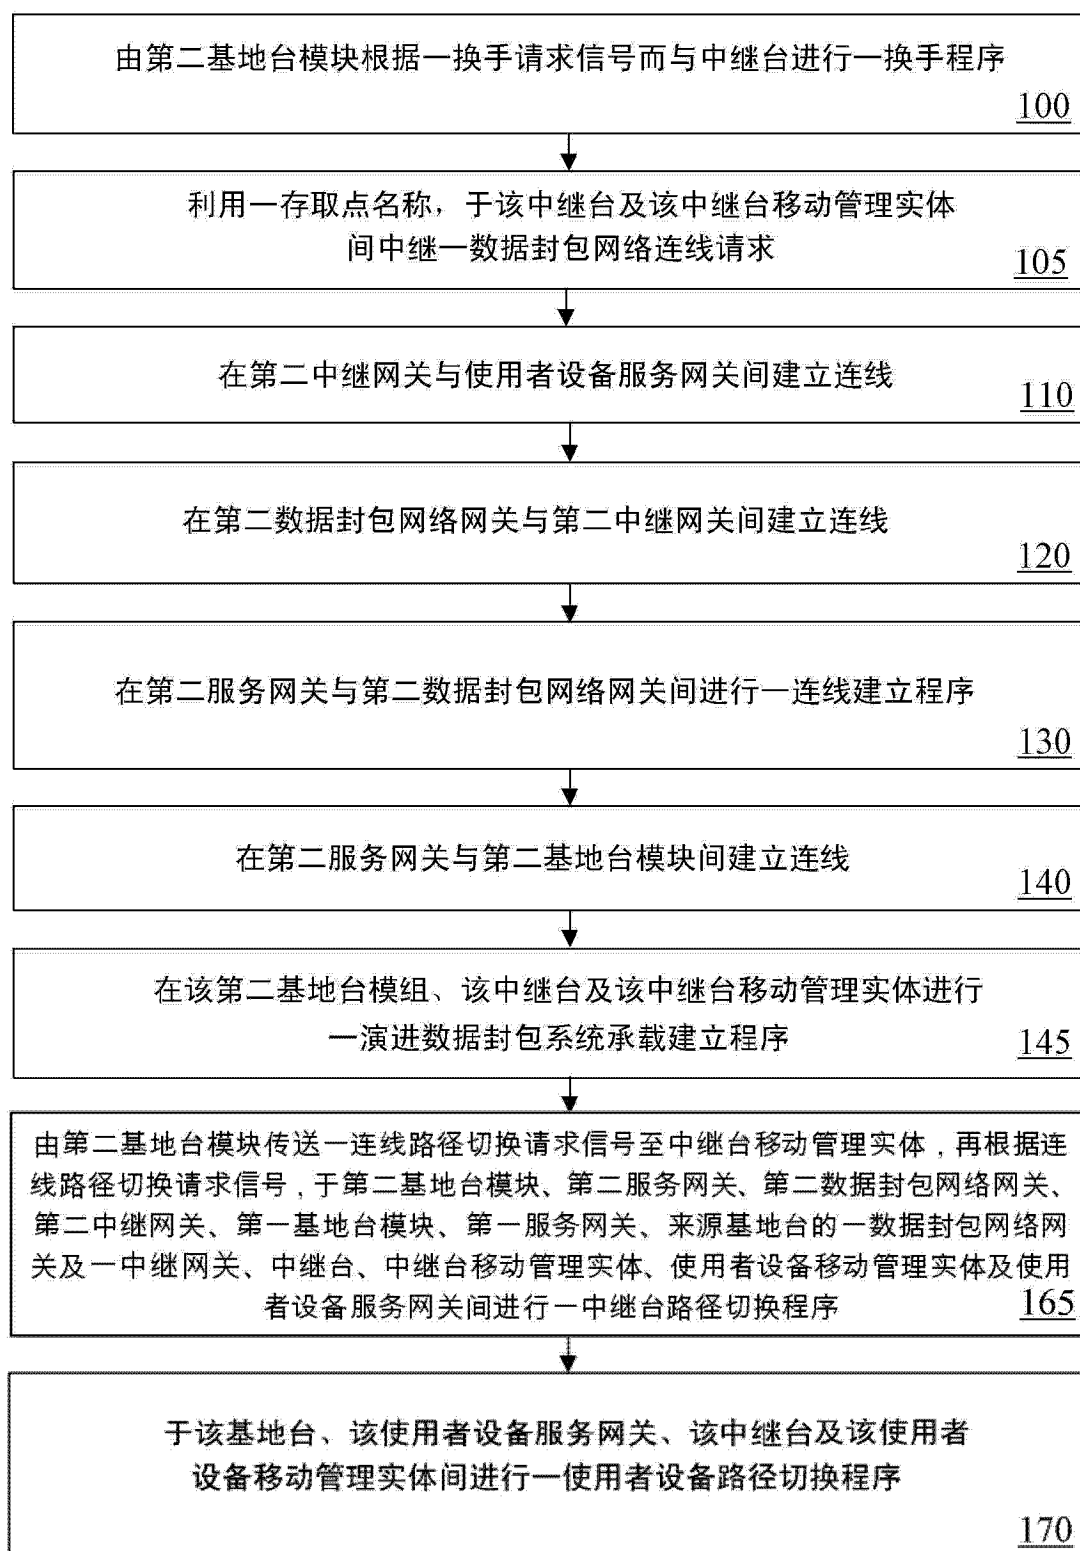 由第二基地台模块根据一换手请求信号而与中继台进行一换手程序
100
利用一存取点名称，于该中继台及该中继台移动管理实体
间中继一数据封包网络连线请求
105
在第二中继网关与使用者设备服务网关间建立连线
110
在第二数据封包网络网关与第二中继网关间建立连线
120
在第二服务网关与第二数据封包网络网关间进行一连线建立程序
130
在第二服务网关与第二基地台模块间建立连线
140
在该第二基地台模组、该中继台及该中继台移动管理实体进行
一演进数据封包系统承载建立程序
145
由第二基地台模块传送一连线路径切换请求信号至中继台移动管理实体，再根据连
线路径切换请求信号，于第二基地台模块、第二服务网关、第二数据封包网络网关、
第二中继网关、第一基地台模块、第一服务网关、来源基地台的一数据封包网络网
关及一中继网关、中继台、中继台移动管理实体、使用者设备移动管理实体及使用
者设备服务网关间进行一中继台路径切换程序
165
于该基地台、该使用者设备服务网关、该中继台及该使用者
设备移动管理实体间进行一使用者设备路径切换程序
170